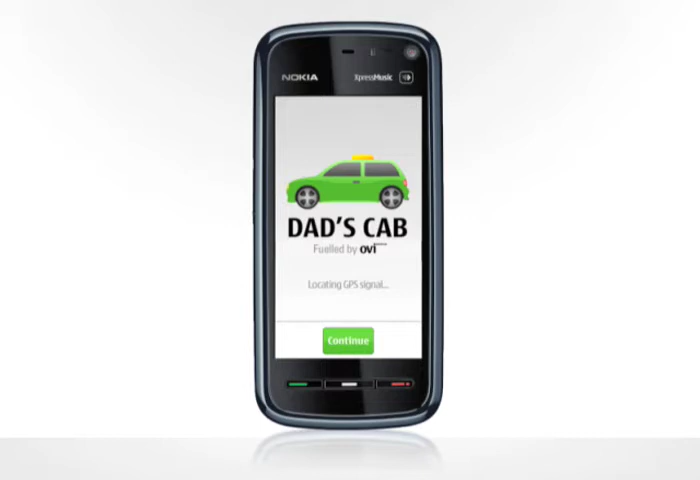 NOKIA XpressMusic
DAD'S CAB
Fuelled by ovi
Locating GPS signal...
Continue